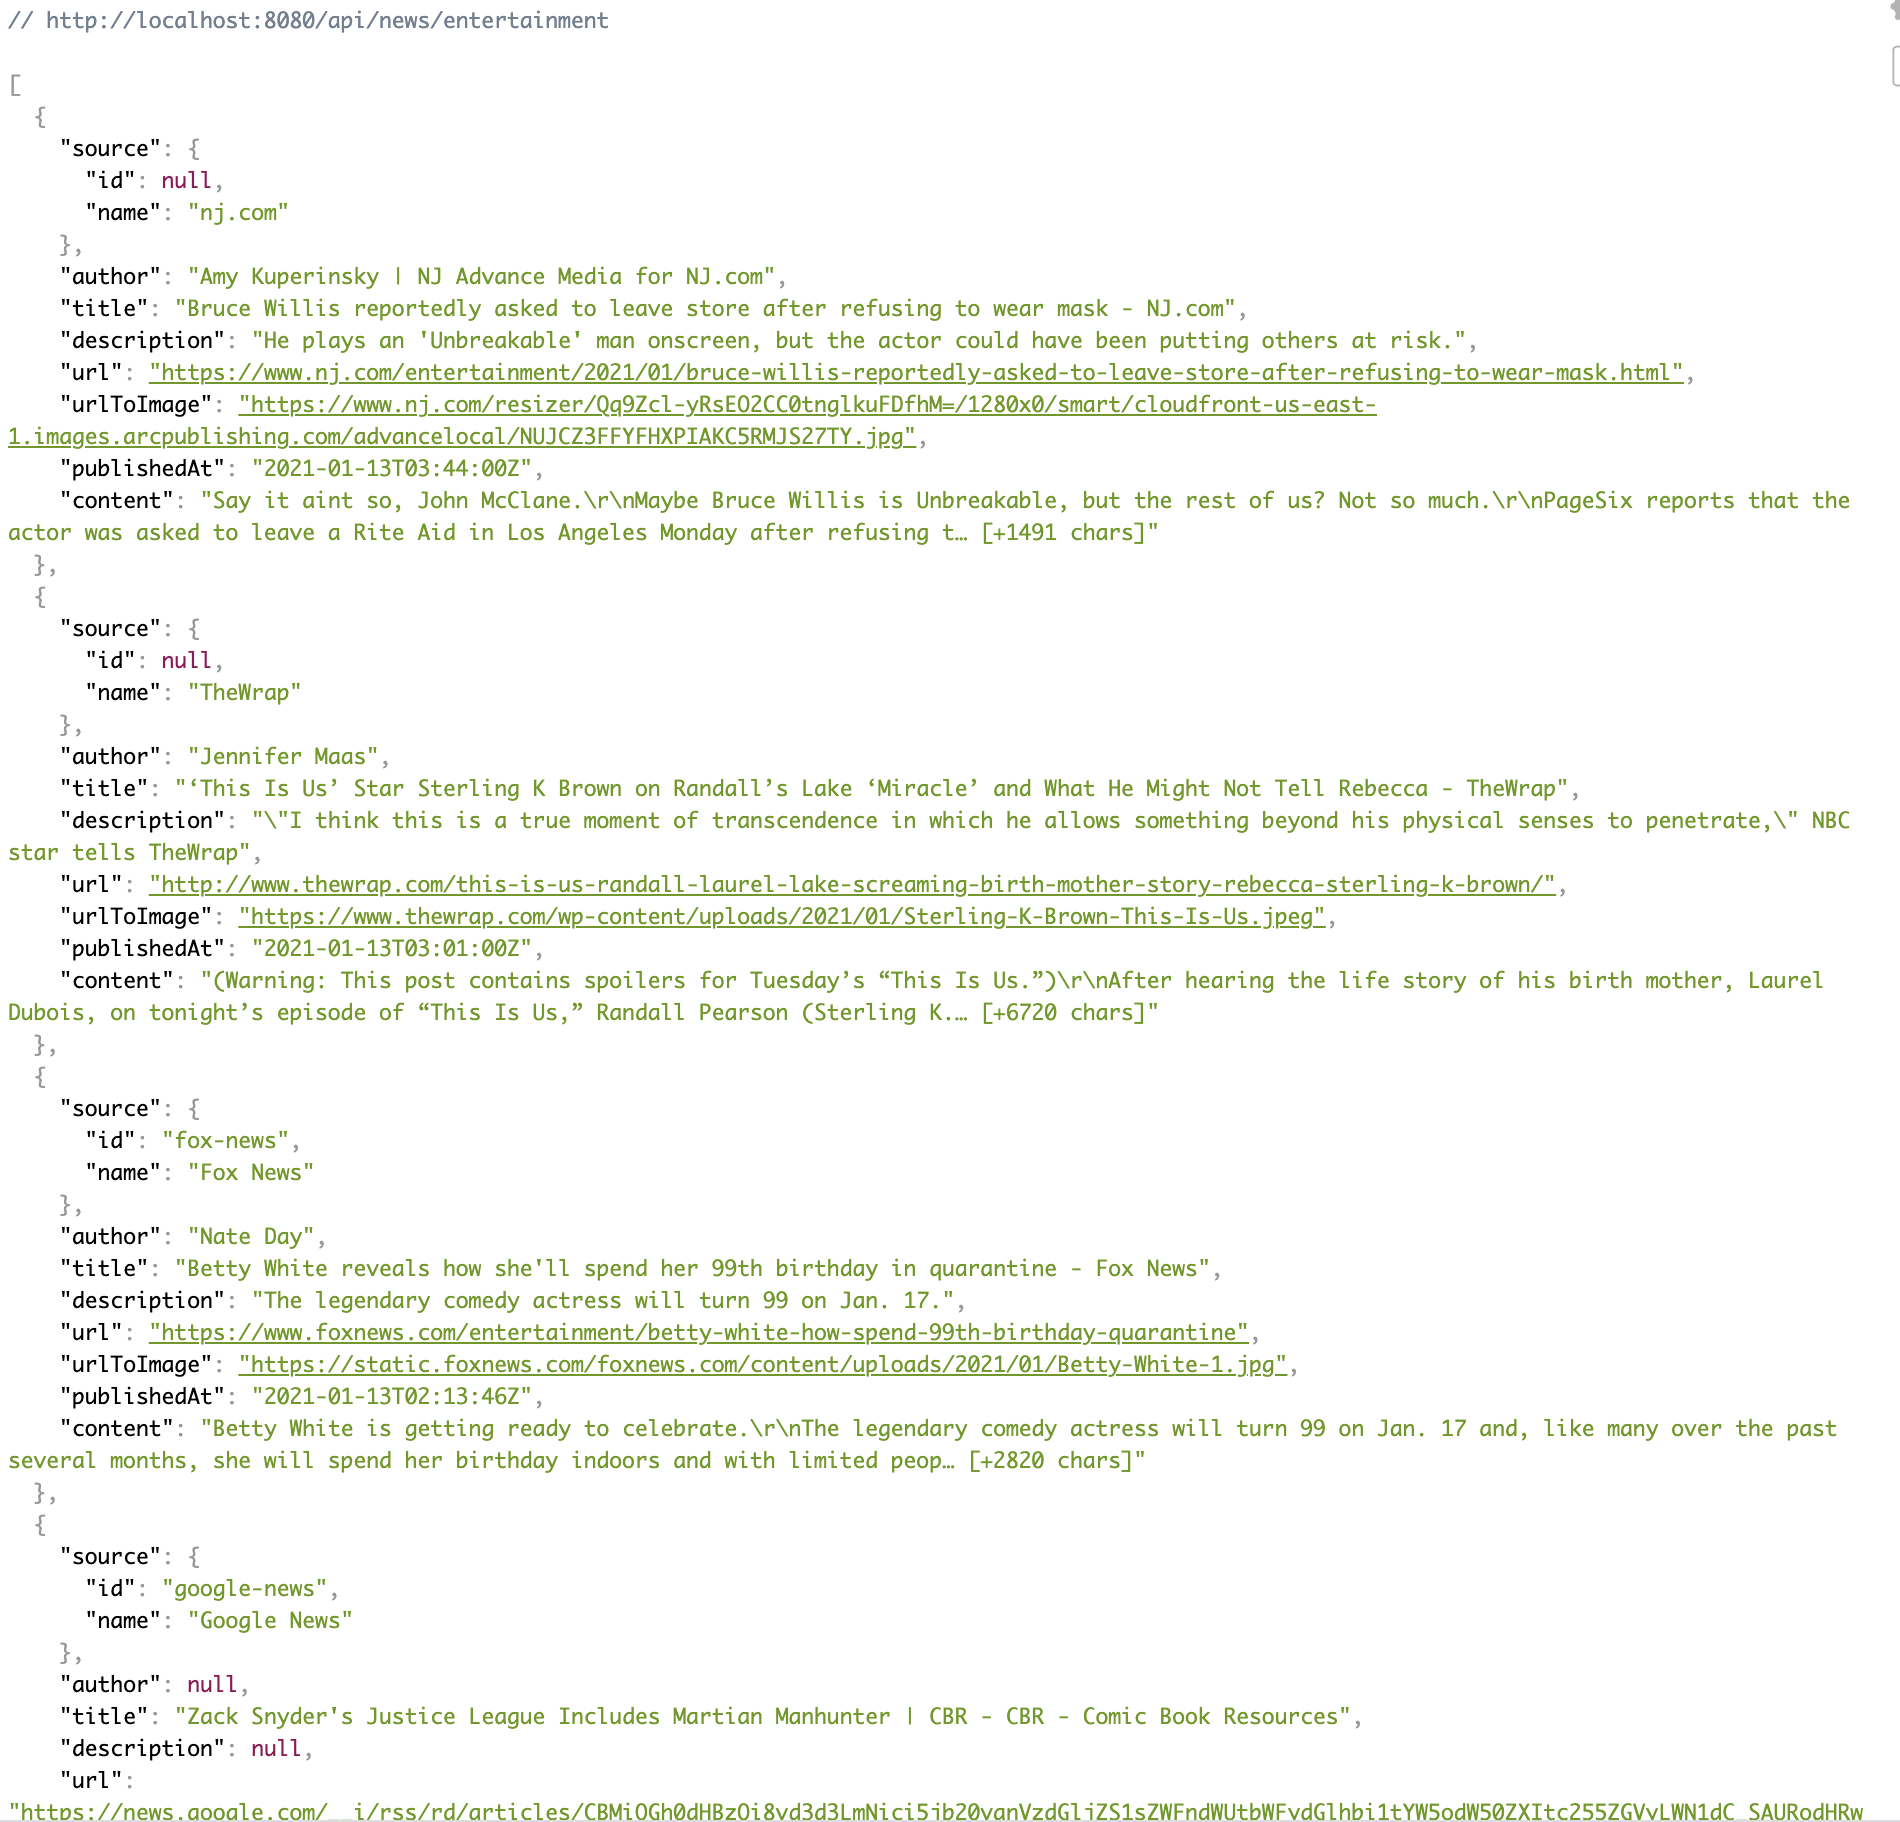 // http://localhost:8080/api/news/entertainment
[
{
"source": {
"id": null,
"name": "nj.com"
},
"author": "Amy Kuperinsky | NJ Advance Media for NJ.com",
"title": "Bruce Willis reportedly asked to leave store after refusing to wear mask - NJ.com",
"description": "He plays an 'Unbreakable' man onscreen, but the actor could have been putting others at risk.",
"url": "https://www.nj.com/entertainment/2021/01/bruce-willis-reportedly-asked-to-leave-store-after-refusing-to-wear-mask.html",
"urlToImage": "https://www.nj.com/resizer/Qq9Zcl-yRsEO2CC0tnglkuFDfhM=/1280x0/smart/cloudfront-us-east-
1.images.arcpublishing.com/advancelocal/NUJCZ3FFYFHXPIAKC5RMJS27TY.jpg",
"publishedAt": "2021-01-13T03:44:00Z",
"content": "Say it aint so, John McClane.\r\nMaybe Bruce Willis is Unbreakable, but the rest of us? Not so much.\r\nPageSix reports that the
actor was asked to leave a Rite Aid in Los Angeles Monday after refusing t… [+1491 chars]"
},
{
"source": {
"id": null,
"name": "TheWrap"
},
"author": "Jennifer Maas",
"title": "‘This Is Us’ Star Sterling K Brown on Randall’s Lake ‘Miracle’ and What He Might Not Tell Rebecca - TheWrap",
"description": "\"I think this is a true moment of transcendence in which he allows something beyond his physical senses to penetrate,\" NBC
star tells TheWrap",
"url": "http://www.thewrap.com/this-is-us-randall-laurel-lake-screaming-birth-mother-story-rebecca-sterling-k-brown/",
"urlToImage": "https://www.thewrap.com/wp-content/uploads/2021/01/Sterling-K-Brown-This-Is-Us.jpeg",
"publishedAt": "2021-01-13T03:01:00Z",
"content": "(Warning: This post contains spoilers for Tuesday’s “This Is Us.”)\r\nAfter hearing the life story of his birth mother, Laurel
Dubois, on tonight’s episode of “This Is Us,” Randall Pearson (Sterling K.… [+6720 chars]"
},
{
"source": {
"id": "fox-news",
"name": "Fox News"
},
"author": "Nate Day",
"title": "Betty White reveals how she'll spend her 99th birthday in quarantine - Fox News",
"description": "The legendary comedy actress will turn 99 on Jan. 17.",
"url": "https://www.foxnews.com/entertainment/betty-white-how-spend-99th-birthday-quarantine",
"urlToImage": "https://static.foxnews.com/foxnews.com/content/uploads/2021/01/Betty-White-1.jpg",
"publishedAt": "2021-01-13T02:13:46Z",
"content": "Betty White is getting ready to celebrate.\r\nThe legendary comedy actress will turn 99 on Jan. 17 and, like many over the past
several months, she will spend her birthday indoors and with limited peop… [+2820 chars]"
},
{
"source": {
"id": "google-news",
"name": "Google News"
},
"author": null,
"title": "Zack Snyder's Justice League Includes Martian Manhunter | CBR - CBR - Comic Book Resources",
"description": null,
"url":